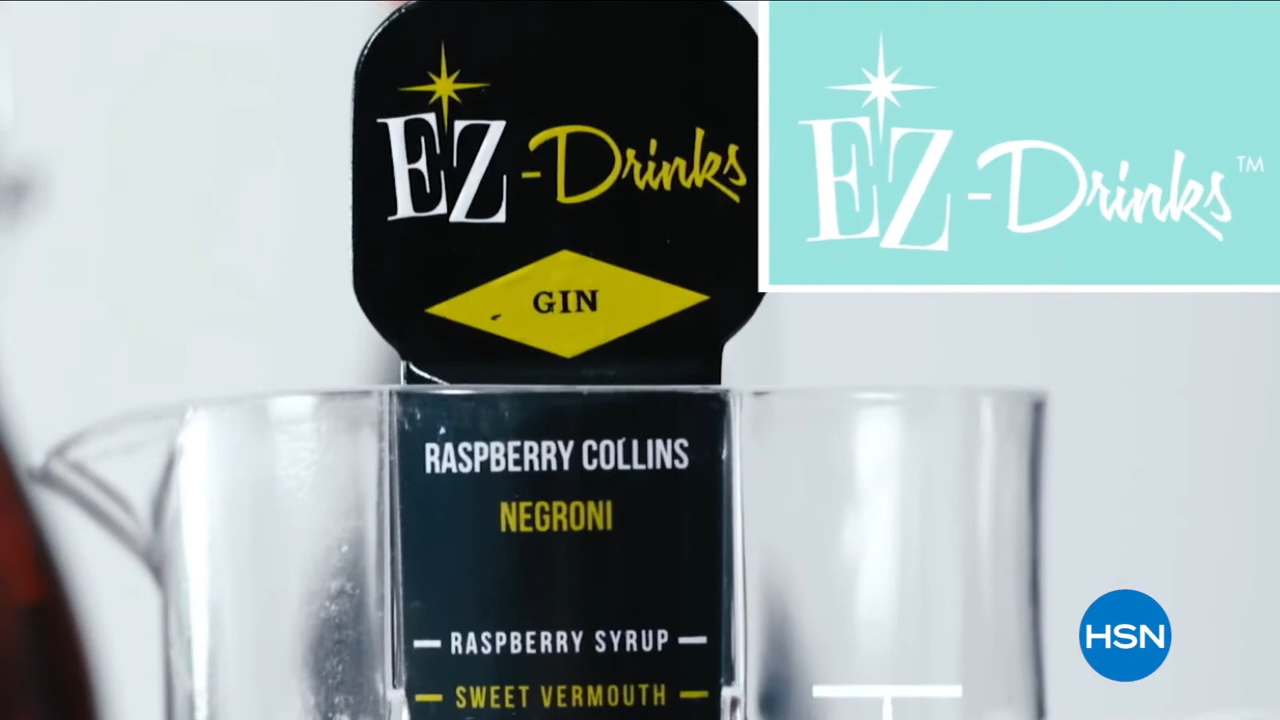 EZ-Drinks
GIN
RASPBERRY COLLINS
NEGRONI
— RASPBERRY SYRUP —
— SWEET VERMOUTH —
EZ-Drinks™
HSN